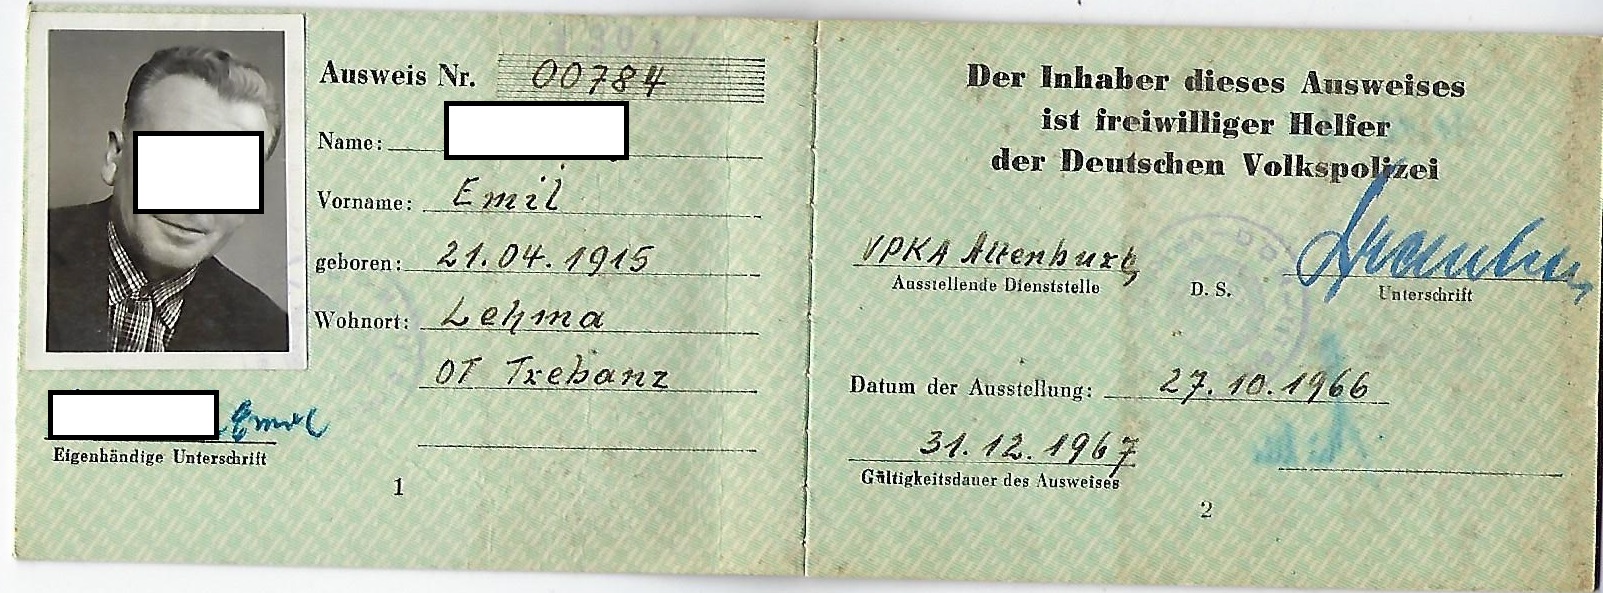 Ausweis Nr. 00784
Name:
Vorname: Emil
geboren: 21.04.1915
Wohnort: Lehma
OT Trebanz
Emil
Eigenhändige Unterschrift
1
Der Inhaber dieses Ausweises
ist freiwilliger Helfer
der Deutschen Volkspolizei
VPKA Altenburg
Ausstellende Dienststelle D. S. Unterschrift
Datum der Ausstellung: 27.10.1966
31.12.1967
Gültigkeitsdauer des Ausweises
2